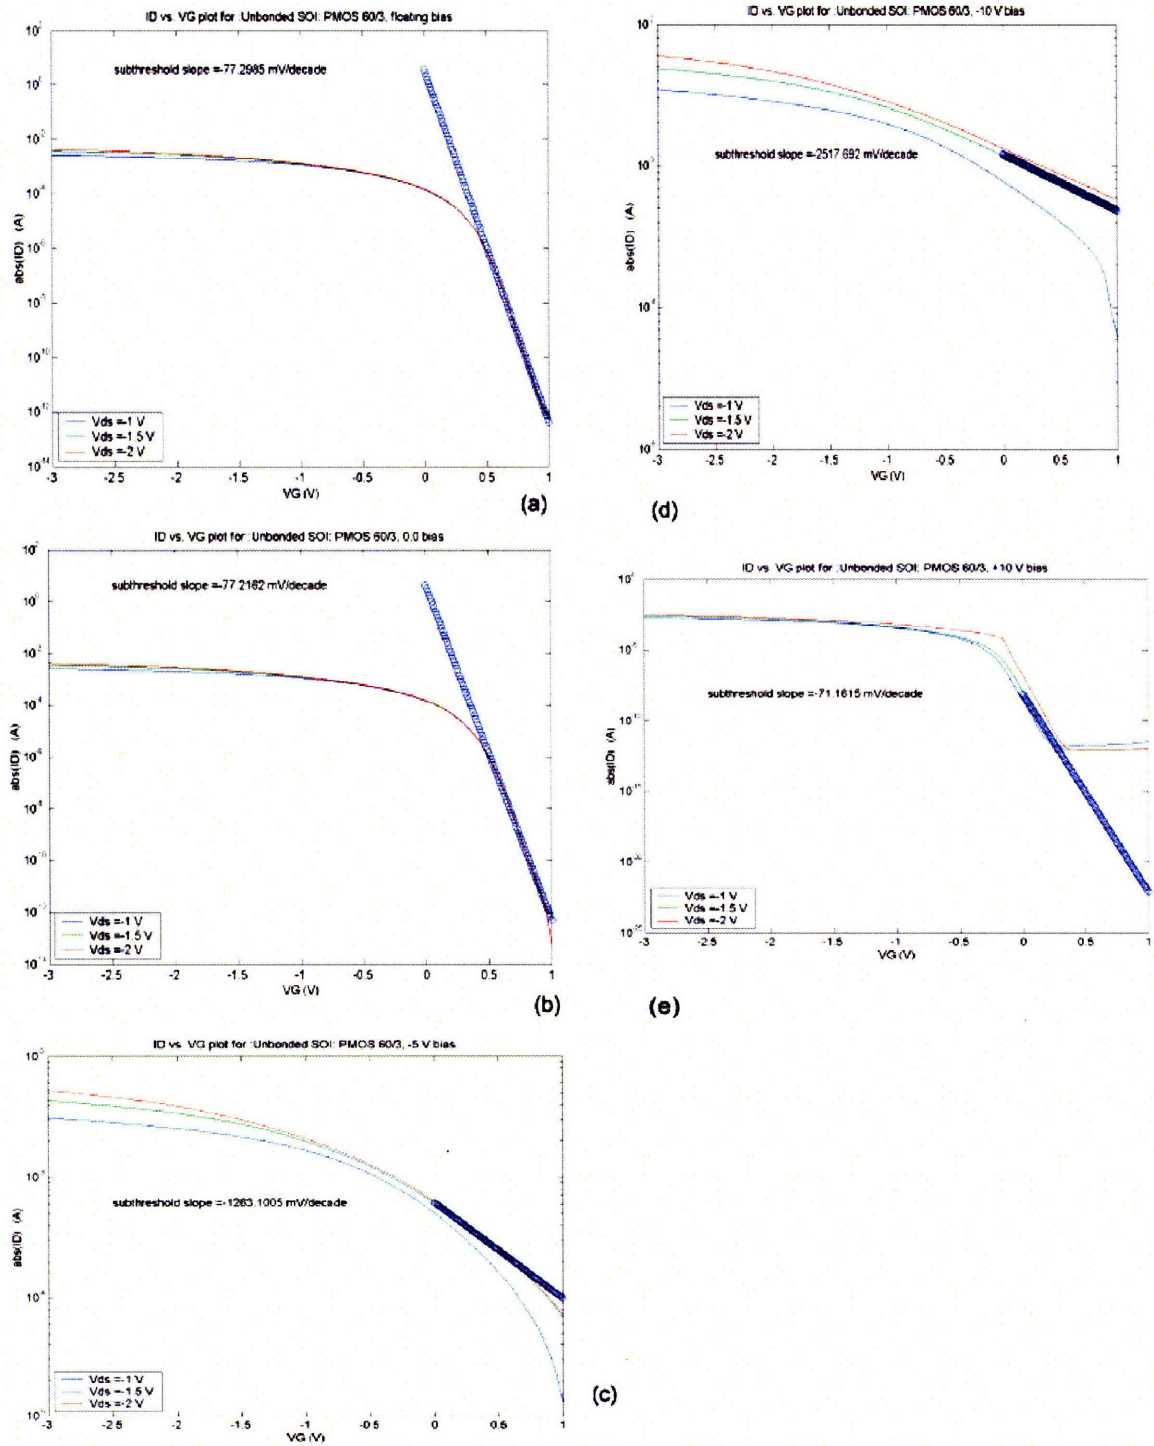 ID vs. VG plot for :Unbonded SOI: PMOS 60/3, floating bias
subthreshold slope =-77.2985 mV/decade
abs(ID) (A)
Vds =-1 V
Vds =-1.5 V
Vds =-2 V
-3 -2.5 -2 -1.5 -1 -0.5 0 0.5 1
VG (V)
(a)
ID vs. VG plot for :Unbonded SOI: PMOS 60/3, -10 V bias
subthreshold slope =-2517.692 mV/decade
abs(ID) (A)
Vds =-1 V
Vds =-1.5 V
Vds =-2 V
-3 -2.5 -2 -1.5 -1 -0.5 0 0.5 1
VG (V)
(d)
ID vs. VG plot for :Unbonded SOI: PMOS 60/3, 0.0 bias
subthreshold slope =-77.2162 mV/decade
abs(ID) (A)
Vds =-1 V
Vds =-1.5 V
Vds =-2 V
-3 -2.5 -2 -1.5 -1 -0.5 0 0.5 1
VG (V)
(b)
ID vs. VG plot for :Unbonded SOI: PMOS 60/3, +10 V bias
subthreshold slope =-71.1615 mV/decade
abs(ID) (A)
Vds =-1 V
Vds =-1.5 V
Vds =-2 V
-3 -2.5 -2 -1.5 -1 -0.5 0 0.5 1
VG (V)
(e)
ID vs. VG plot for :Unbonded SOI: PMOS 60/3, -5 V bias
subthreshold slope =-1263.1005 mV/decade
abs(ID) (A)
Vds =-1 V
Vds =-1.5 V
Vds =-2 V
-3 -2.5 -2 -1.5 -1 -0.5 0 0.5 1
VG (V)
(c)